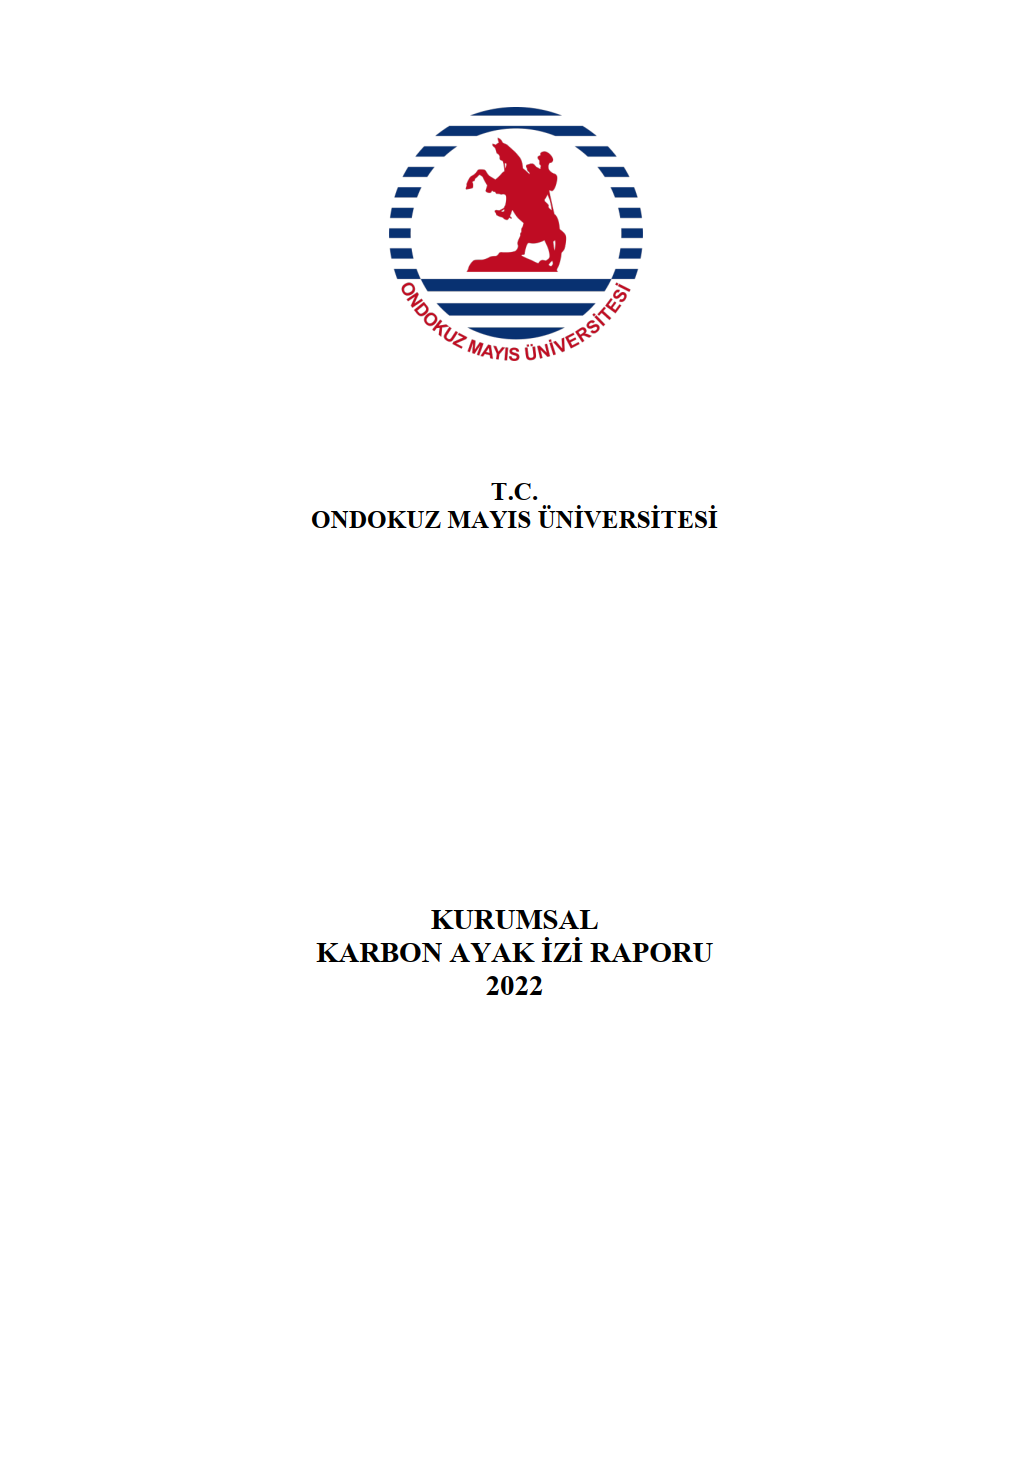 ONDOKUZ MAYIS ÜNİVERSİTESİ
T.C.
ONDOKUZ MAYIS ÜNİVERSİTESİ
KURUMSAL
KARBON AYAK İZİ RAPORU
2022